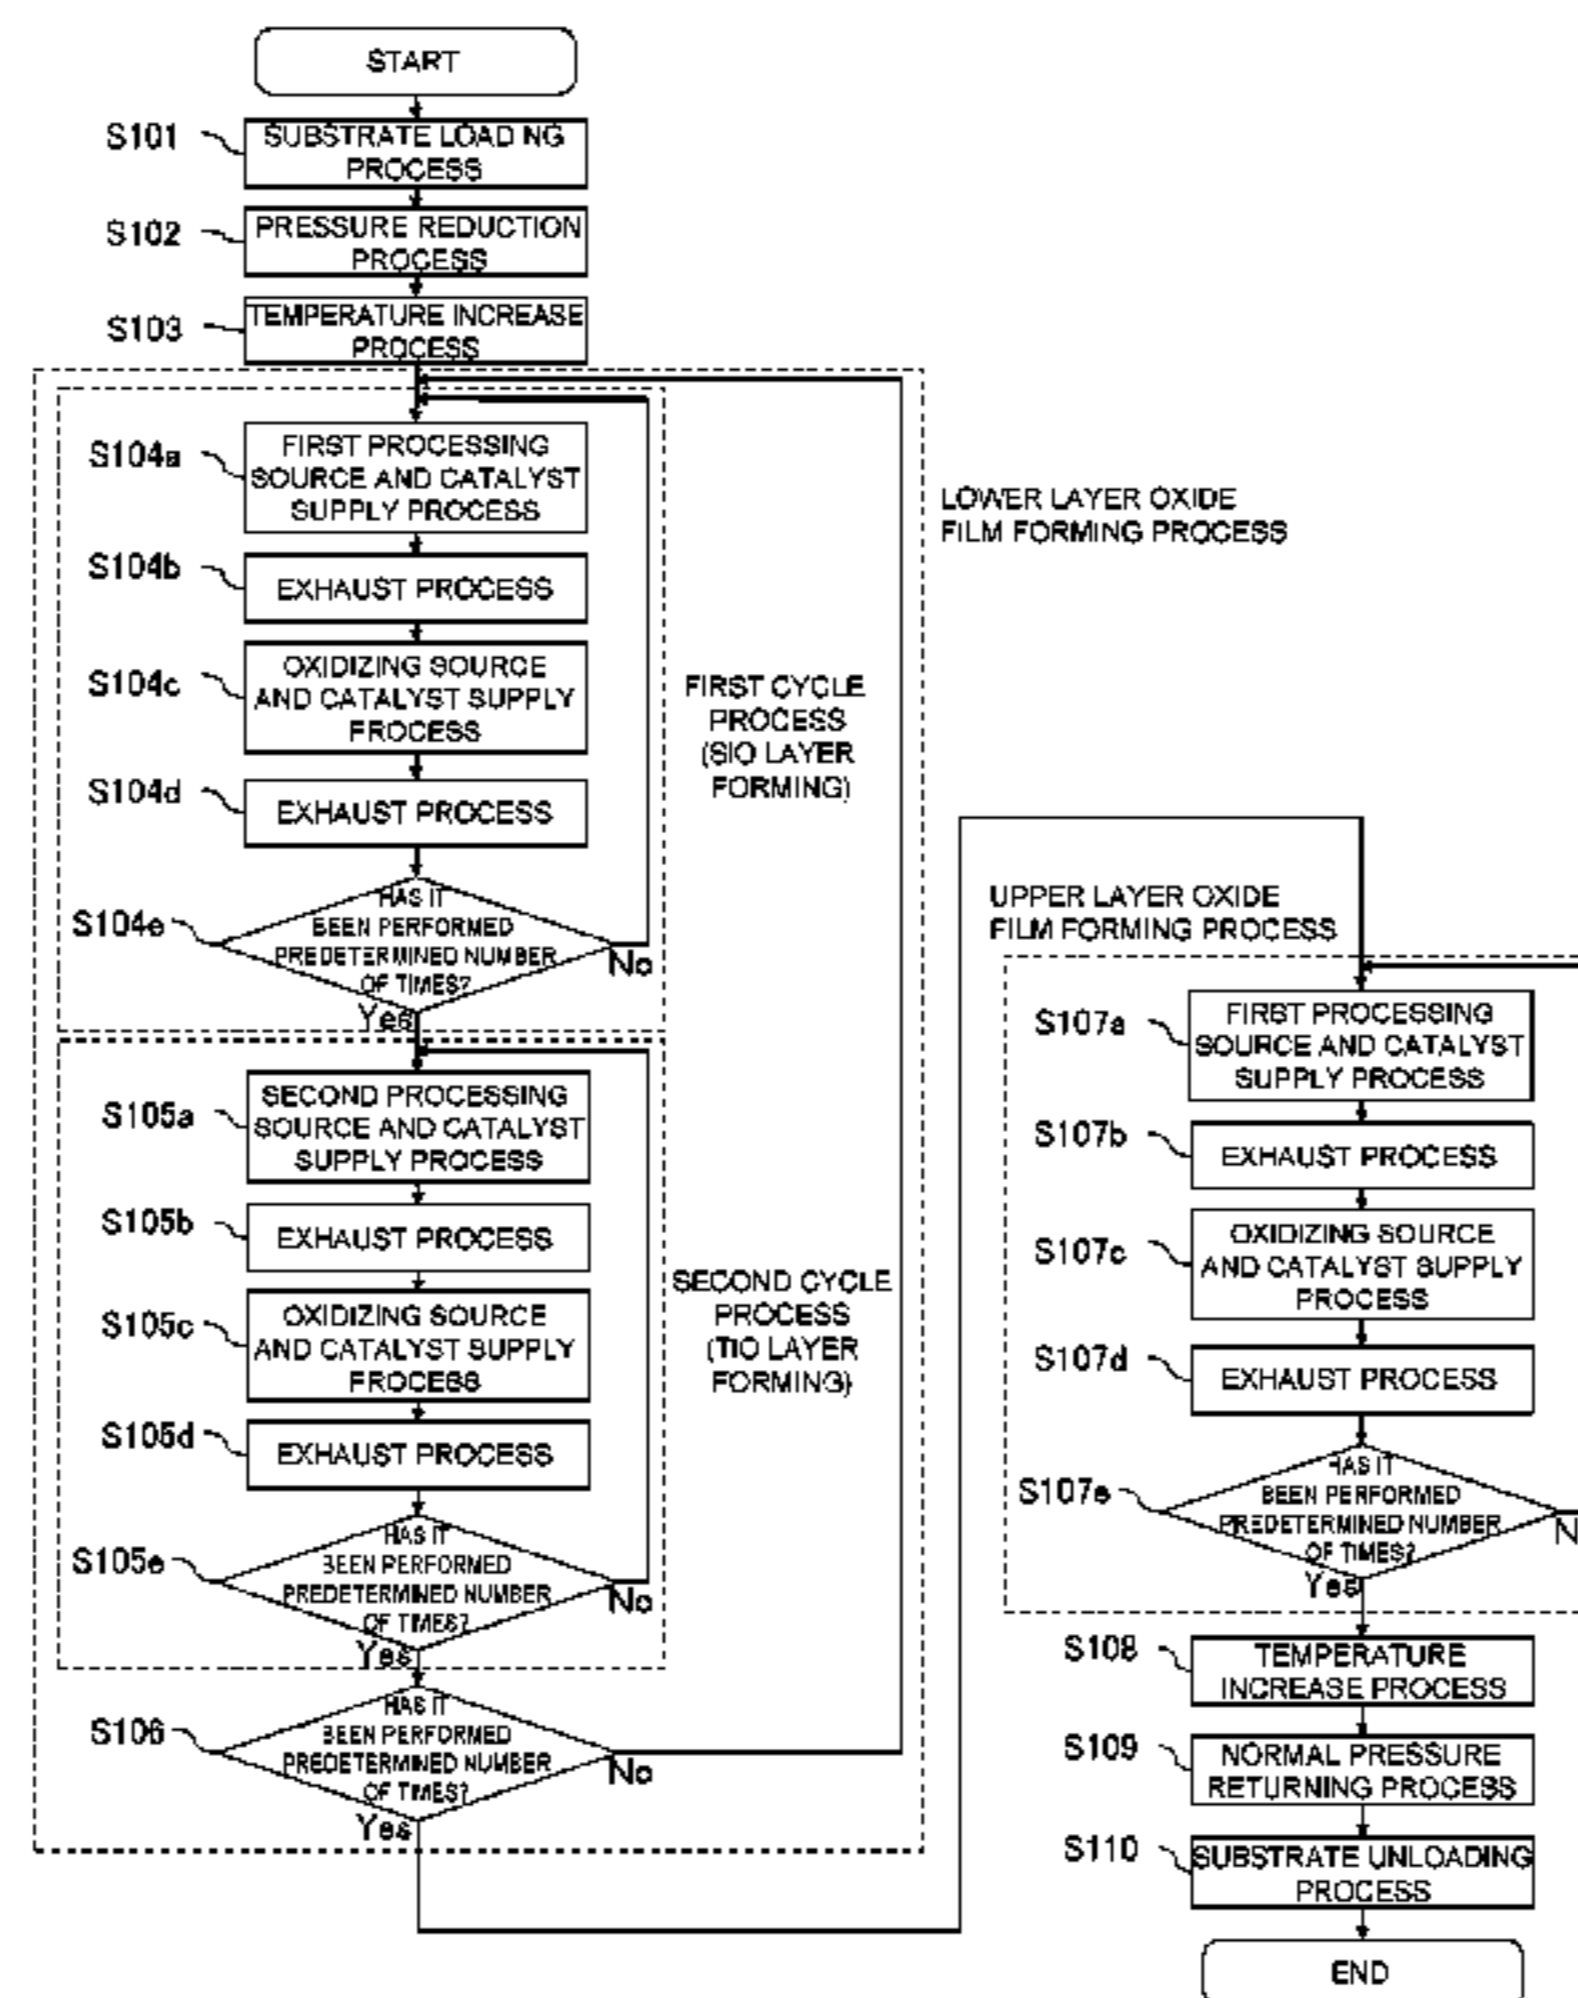 START
S101
SUBSTRATE LOADING
PROCESS
S102
PRESSURE REDUCTION
PROCESS
S103
TEMPERATURE INCREASE
PROCESS
S104a
FIRST PROCESSING
SOURCE AND CATALYST
SUPPLY PROCESS
S104b
EXHAUST PROCESS
S104c
OXIDIZING SOURCE
AND CATALYST SUPPLY
PROCESS
S104d
EXHAUST PROCESS
S104e
HAS IT
BEEN PERFORMED
PREDETERMINED NUMBER
OF TIMES?
No
Yes
FIRST CYCLE
PROCESS
(SIO LAYER
FORMING)
LOWER LAYER OXIDE
FILM FORMING PROCESS
S105a
SECOND PROCESSING
SOURCE AND CATALYST
SUPPLY PROCESS
S105b
EXHAUST PROCESS
S105c
OXIDIZING SOURCE
AND CATALYST SUPPLY
PROCESS
S105d
EXHAUST PROCESS
S105e
HAS IT
BEEN PERFORMED
PREDETERMINED NUMBER
OF TIMES?
No
Yes
SECOND CYCLE
PROCESS
(TIO LAYER
FORMING)
S106
HAS IT
BEEN PERFORMED
PREDETERMINED NUMBER
OF TIMES?
No
Yes
UPPER LAYER OXIDE
FILM FORMING PROCESS
S107a
FIRST PROCESSING
SOURCE AND CATALYST
SUPPLY PROCESS
S107b
EXHAUST PROCESS
S107c
OXIDIZING SOURCE
AND CATALYST SUPPLY
PROCESS
S107d
EXHAUST PROCESS
S107e
HAS IT
BEEN PERFORMED
PREDETERMINED NUMBER
OF TIMES?
Yes
S108
TEMPERATURE
INCREASE PROCESS
S109
NORMAL PRESSURE
RETURNING PROCESS
S110
SUBSTRATE UNLOADING
PROCESS
END